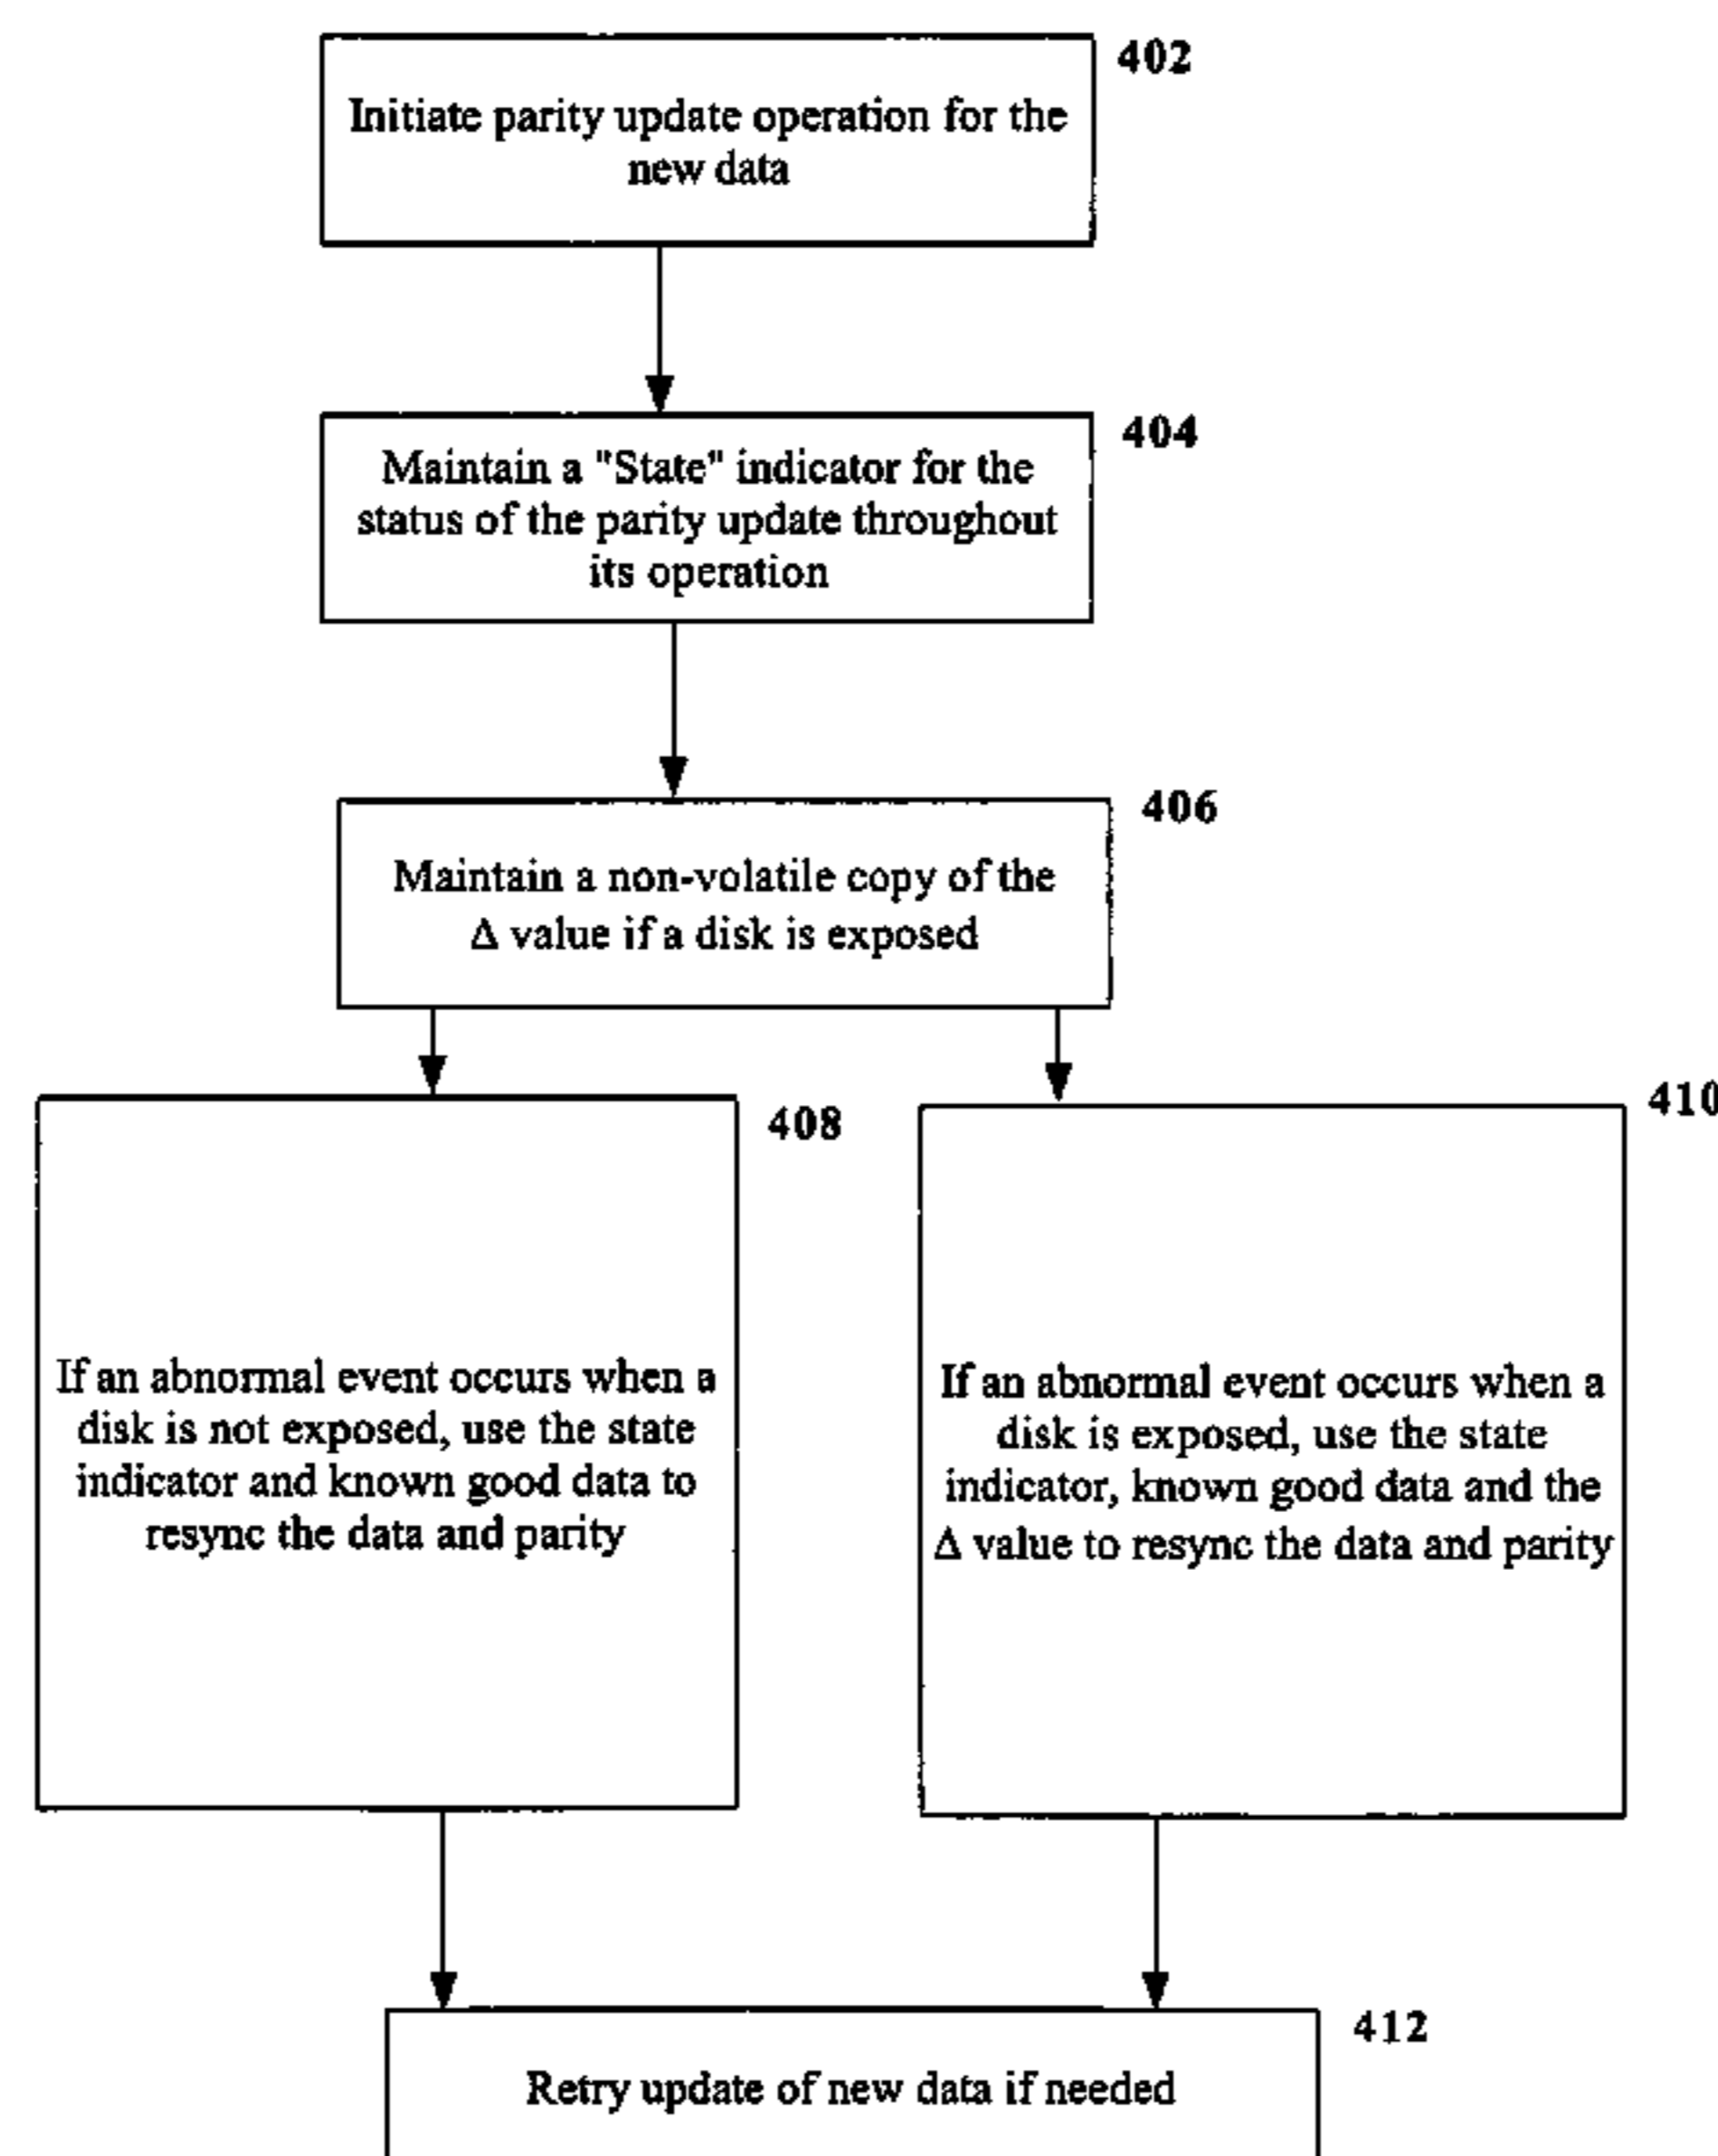 402
Initiate parity update operation for the
new data
404
Maintain a "State" indicator for the
status of the parity update throughout
its operation
406
Maintain a non-volatile copy of the
Δ value if a disk is exposed
408
If an abnormal event occurs when a
disk is not exposed, use the state
indicator and known good data to
resync the data and parity
410
If an abnormal event occurs when a
disk is exposed, use the state
indicator, known good data and the
Δ value to resync the data and parity
412
Retry update of new data if needed